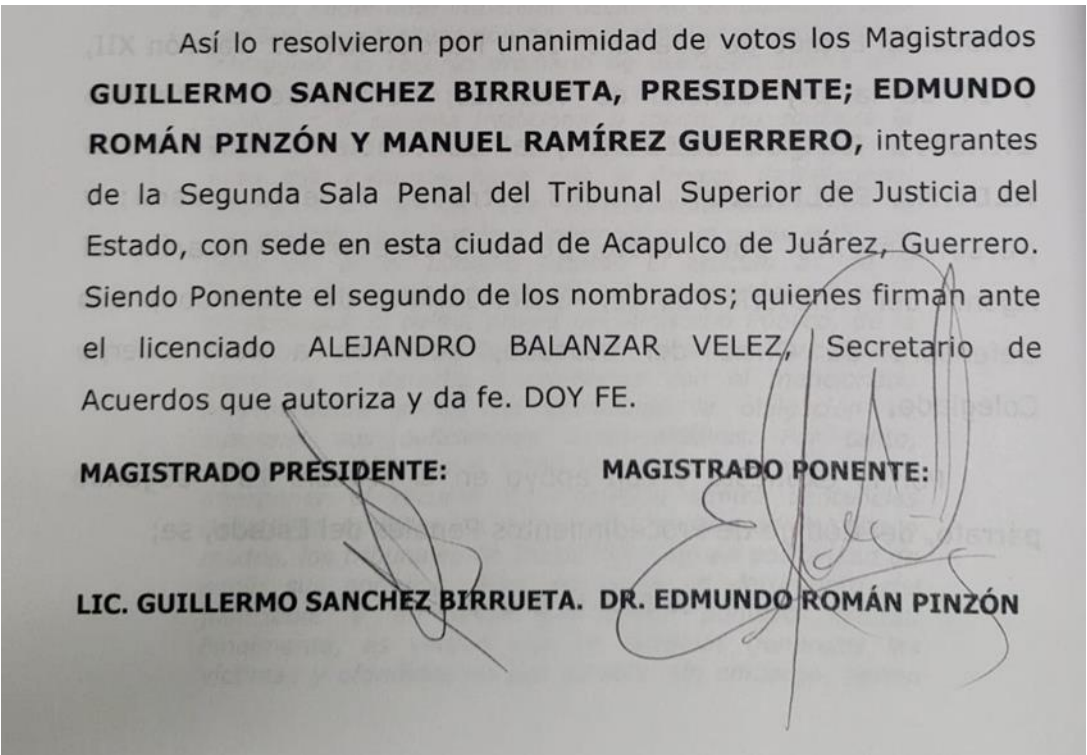 Así lo resolvieron por unanimidad de votos los Magistrados
GUILLERMO SANCHEZ BIRRUETA, PRESIDENTE; EDMUNDO
ROMÁN PINZÓN Y MANUEL RAMÍREZ GUERRERO, integrantes
de la Segunda Sala Penal del Tribunal Superior de Justicia del
Estado, con sede en esta ciudad de Acapulco de Juárez, Guerrero.
Siendo Ponente el segundo de los nombrados; quienes firman ante
el licenciado ALEJANDRO BALANZAR VELEZ, Secretario de
Acuerdos que autoriza y da fe. DOY FE.
MAGISTRADO PRESIDENTE: MAGISTRADO PONENTE:
LIC. GUILLERMO SANCHEZ BIRRUETA. DR. EDMUNDO ROMÁN PINZÓN